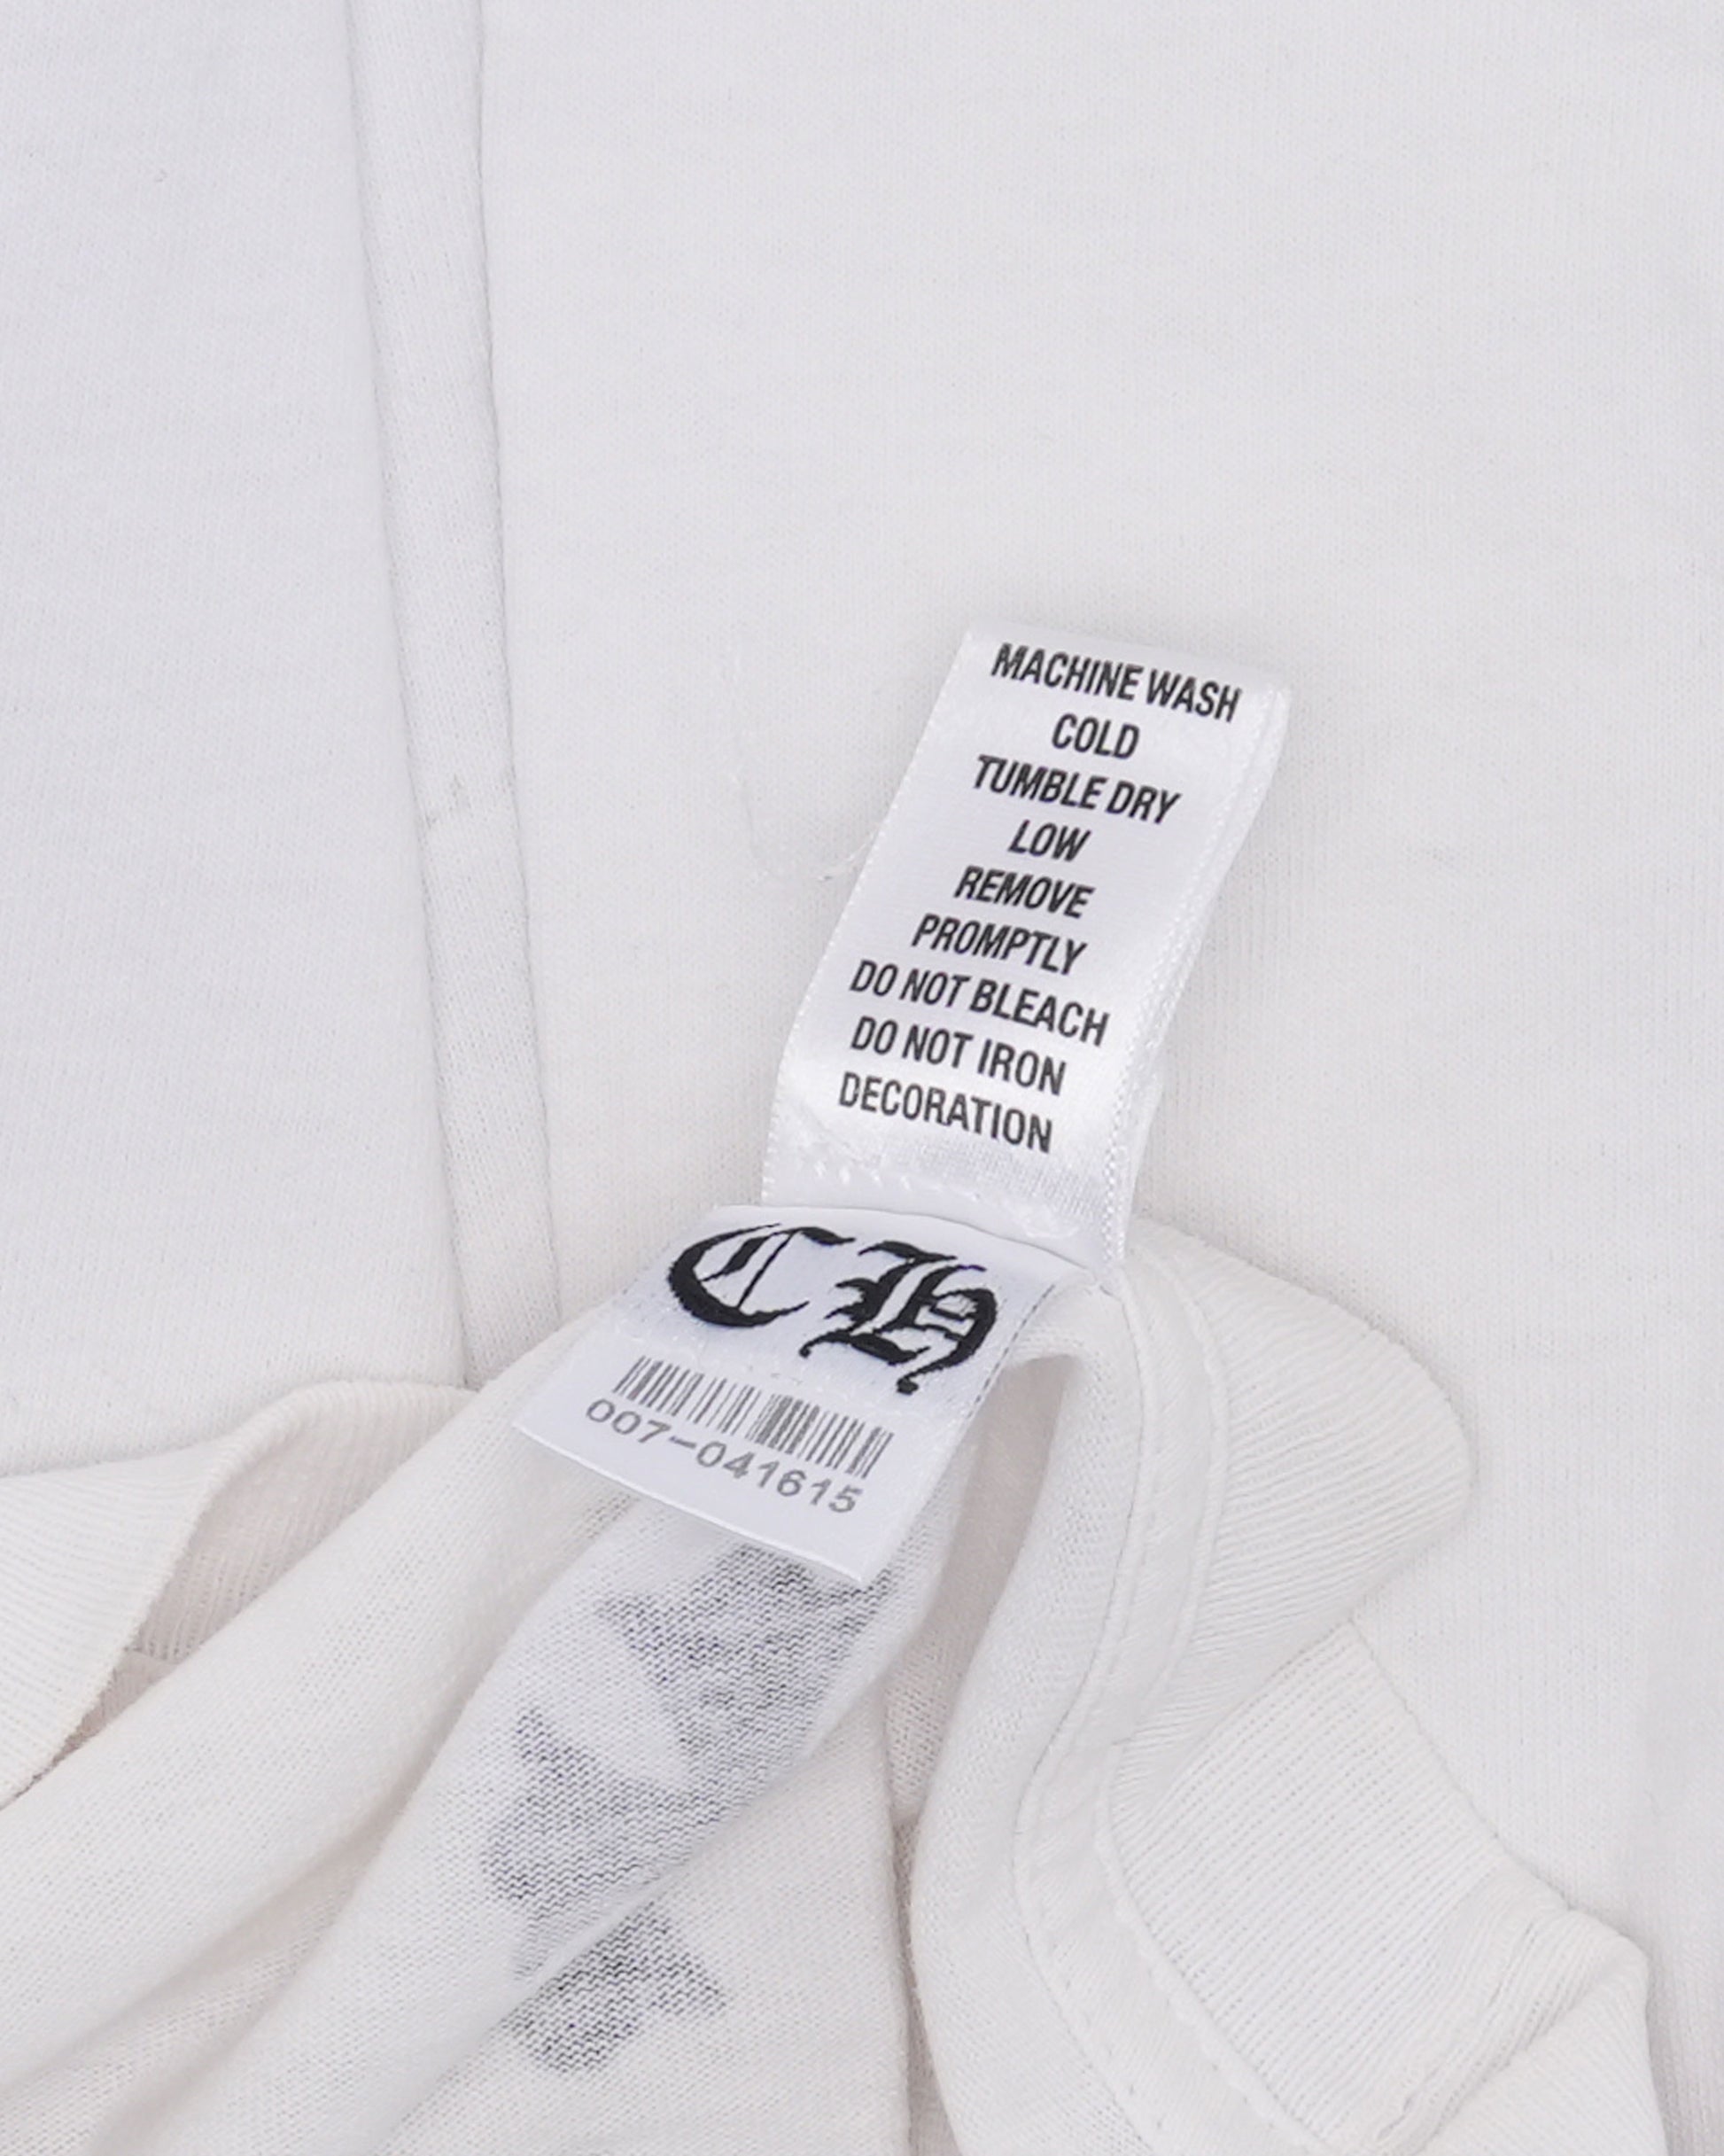 MACHINE WASH
COLD
TUMBLE DRY
LOW
REMOVE
PROMPTLY
DO NOT BLEACH
DO NOT IRON
DECORATION
CH
007-041615